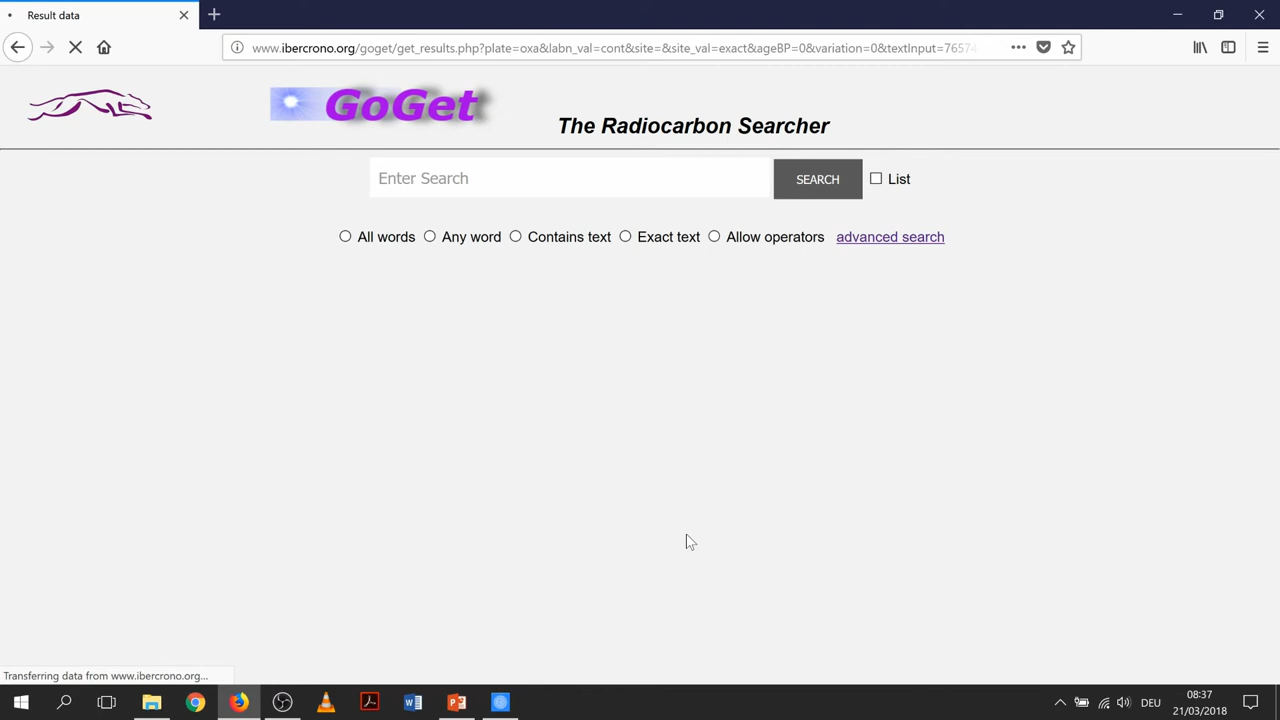 Result data
www.ibercrono.org/goget/get_results.php?plate=oxa&labn_val=cont&site=&site_val=exact&ageBP=0&variation=0&textInput=7657
GoGet
The Radiocarbon Searcher
Enter Search
SEARCH
List
All words
Any word
Contains text
Exact text
Allow operators
advanced search
Transferring data from www.ibercrono.org...
DEU
08:37
21/03/2018